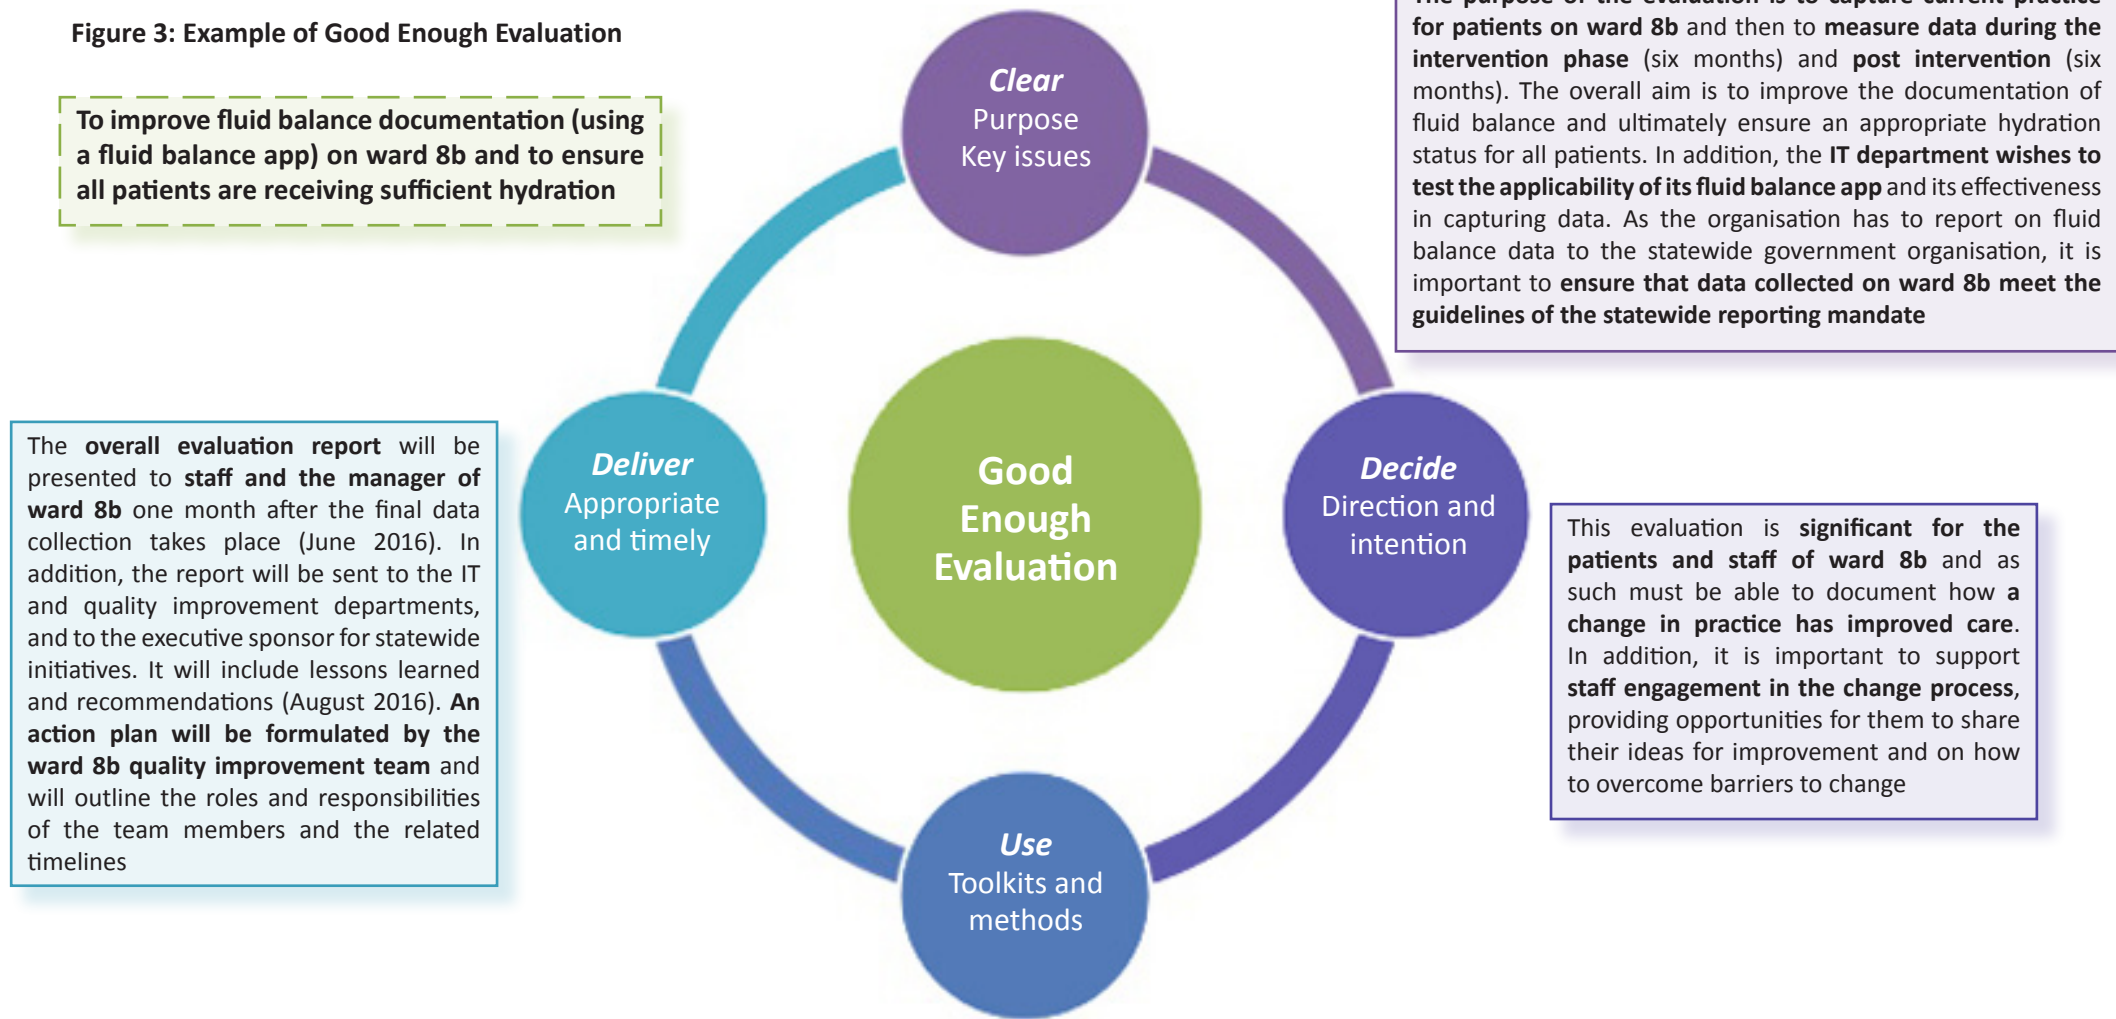 Figure 3: Example of Good Enough Evaluation
To improve fluid balance documentation (using
a fluid balance app) on ward 8b and to ensure
all patients are receiving sufficient hydration
Clear
Purpose
Key issues
The purpose of the evaluation is to capture current practice
for patients on ward 8b and then to measure data during the
intervention phase (six months) and post intervention (six
months). The overall aim is to improve the documentation of
fluid balance and ultimately ensure an appropriate hydration
status for all patients. In addition, the IT department wishes to
test the applicability of its fluid balance app and its effectiveness
in capturing data. As the organisation has to report on fluid
balance data to the statewide government organisation, it is
important to ensure that data collected on ward 8b meet the
guidelines of the statewide reporting mandate
Good
Enough
Evaluation
Decide
Direction and
intention
This evaluation is significant for the
patients and staff of ward 8b and as
such must be able to document how a
change in practice has improved care.
In addition, it is important to support
staff engagement in the change process,
providing opportunities for them to share
their ideas for improvement and on how
to overcome barriers to change
Use
Toolkits and
methods
Deliver
Appropriate
and timely
The overall evaluation report will be
presented to staff and the manager of
ward 8b one month after the final data
collection takes place (June 2016). In
addition, the report will be sent to the IT
and quality improvement departments,
and to the executive sponsor for statewide
initiatives. It will include lessons learned
and recommendations (August 2016). An
action plan will be formulated by the
ward 8b quality improvement team and
will outline the roles and responsibilities
of the team members and the related
timelines